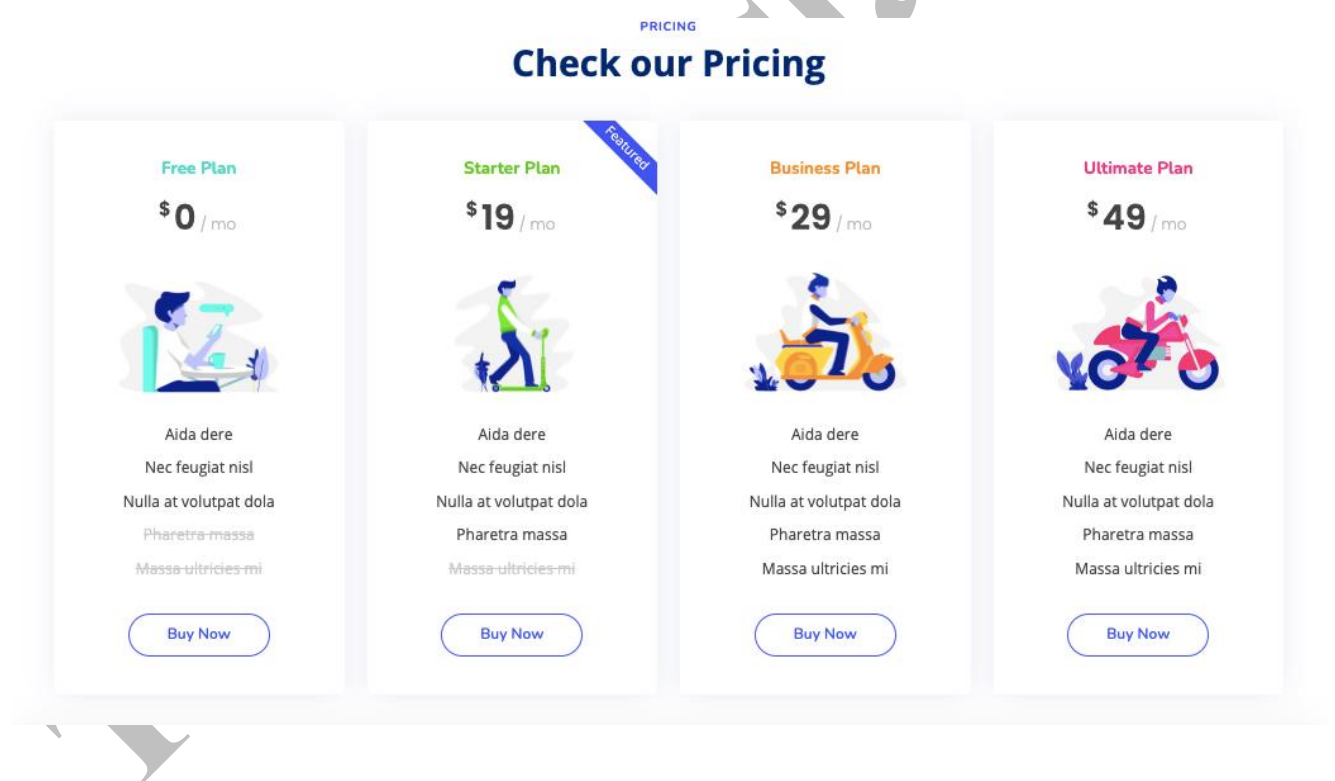 PRICING
Check our Pricing
Free Plan
$0 / mo
Aida dere
Nec feugiat nisl
Nulla at volutpat dola
Pharetra massa
Massa ultricies mi
Buy Now
Featured
Starter Plan
$19 / mo
Aida dere
Nec feugiat nisl
Nulla at volutpat dola
Pharetra massa
Massa ultricies mi
Buy Now
Business Plan
$29 / mo
Aida dere
Nec feugiat nisl
Nulla at volutpat dola
Pharetra massa
Massa ultricies mi
Buy Now
Ultimate Plan
$49 / mo
Aida dere
Nec feugiat nisl
Nulla at volutpat dola
Pharetra massa
Massa ultricies mi
Buy Now